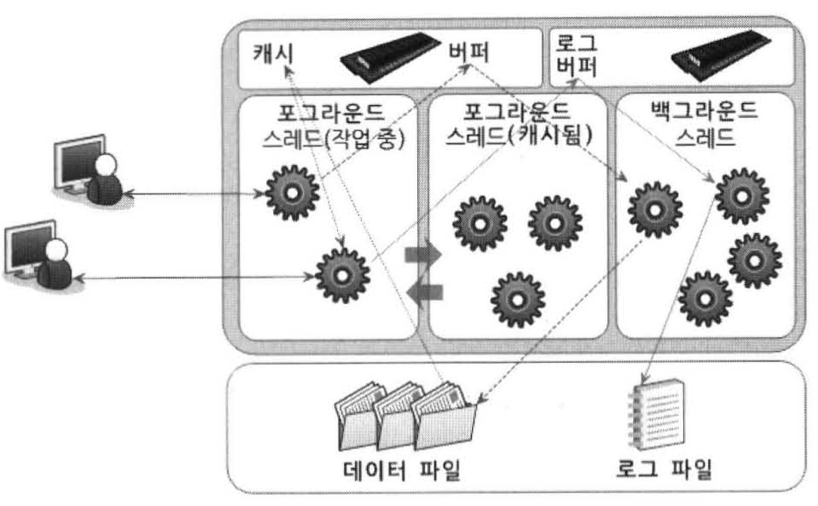 캐시
버퍼
로그
버퍼
포그라운드
스레드(작업 중)
포그라운드
스레드(캐시됨)
백그라운드
스레드
데이터 파일
로그 파일